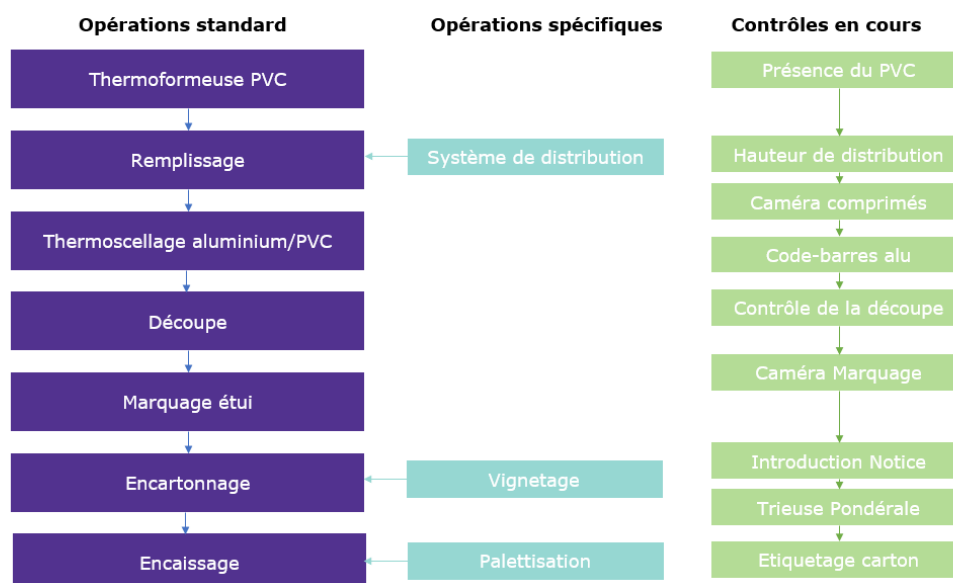 Opérations standard
Opérations spécifiques
Contrôles en cours
Thermoformeuse PVC
Présence du PVC
Remplissage
Système de distribution
Hauteur de distribution
Caméra comprimés
Thermoscellage aluminium/PVC
Code-barres alu
Découpe
Contrôle de la découpe
Marquage étui
Caméra Marquage
Encartonnage
Vignetage
Introduction Notice
Trieuse Pondérale
Encaissage
Palettisation
Etiquetage carton